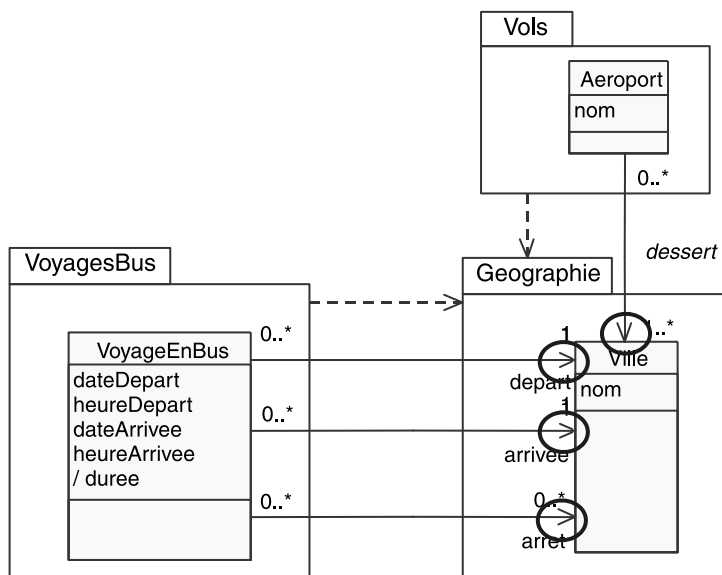 Vols
Aeroport
nom
0..*
dessert
VoyagesBus
Geographie
0..*
1
..*
VoyageEnBus
Ville
dateDepart
depart
nom
heureDepart
0..*
1
dateArrivee
heureArrivee
arrivee
/ duree
0..*
0..*
arret